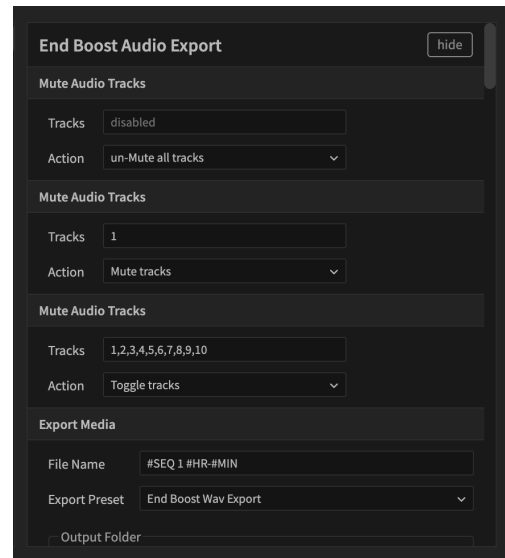 End Boost Audio Export hide
Mute Audio Tracks
Tracks disabled
Action un-Mute all tracks
Mute Audio Tracks
Tracks 1
Action Mute tracks
Mute Audio Tracks
Tracks 1,2,3,4,5,6,7,8,9,10
Action Toggle tracks
Export Media
File Name #SEQ 1 #HR-#MIN
Export Preset End Boost Wav Export
Output Folder